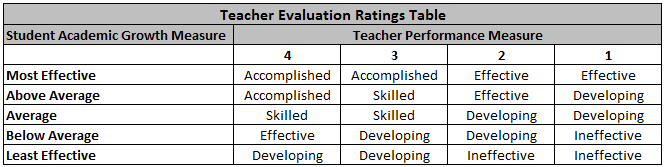 Teacher Evaluation Ratings Table
Student Academic Growth Measure Teacher Performance Measure
4 3 2 1
Most Effective Accomplished Accomplished Effective Effective
Above Average Accomplished Skilled Effective Developing
Average Skilled Skilled Developing Developing
Below Average Effective Developing Developing Ineffective
Least Effective Developing Developing Ineffective Ineffective